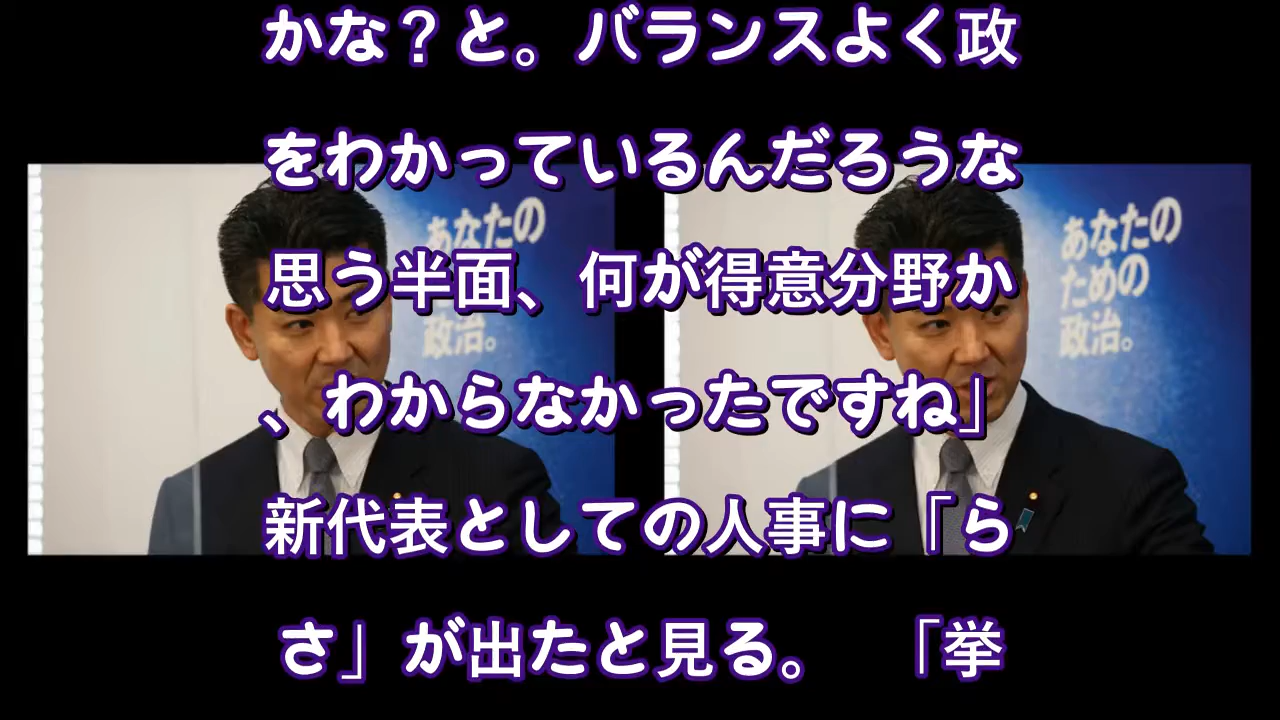 かな？と。バランスよく政
をわかっているんだろうな
思う半面、何が得意分野か
、わからなかったですね」
新代表としての人事に「ら
さ」が出たと見る。　「挙
あなたの
政治。
あなたの
ための
政治。